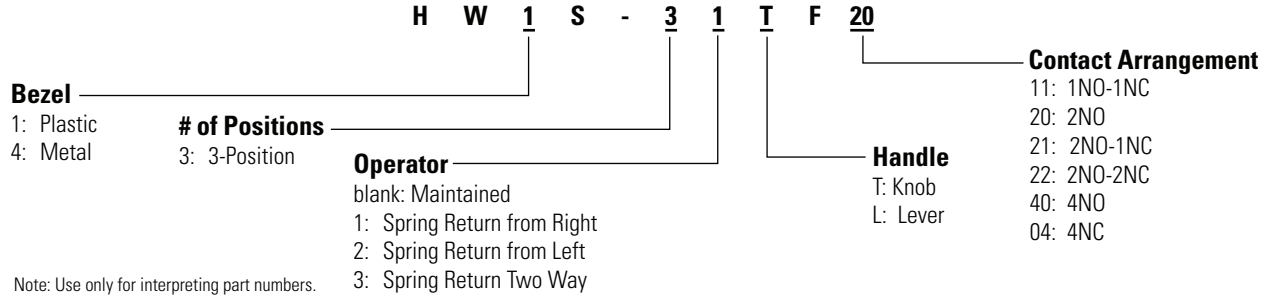 H W 1 S - 3 1 T F 20
Bezel
1: Plastic
4: Metal
# of Positions
3: 3-Position
Operator
blank: Maintained
1: Spring Return from Right
2: Spring Return from Left
3: Spring Return Two Way
Handle
T: Knob
L: Lever
Contact Arrangement
11: 1NO-1NC
20: 2NO
21: 2NO-1NC
22: 2NO-2NC
40: 4NO
04: 4NC
Note: Use only for interpreting part numbers.